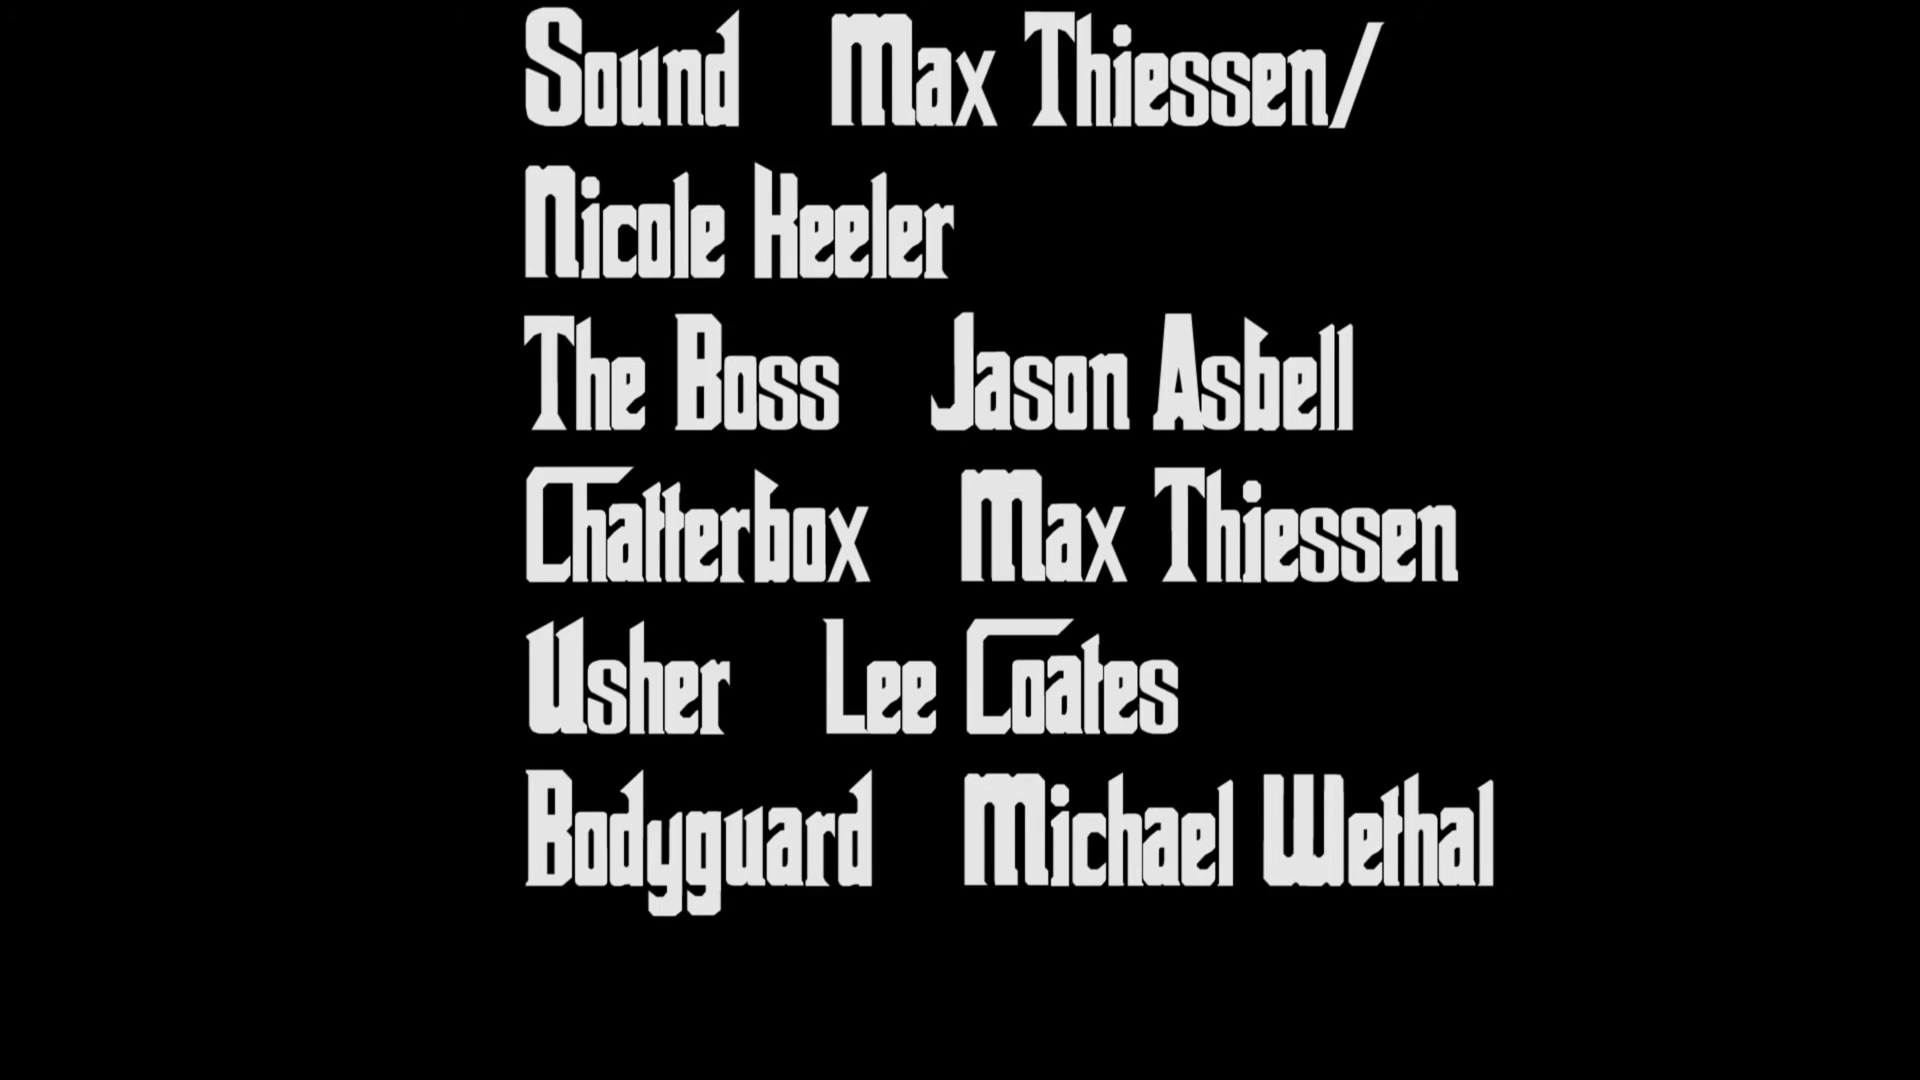 Sound Max Thiessen/
Nicole Keeler
The Boss Jason Asbell
Chatterbox Max Thiessen
Usher Lee Coates
Bodyguard Michael Wethal